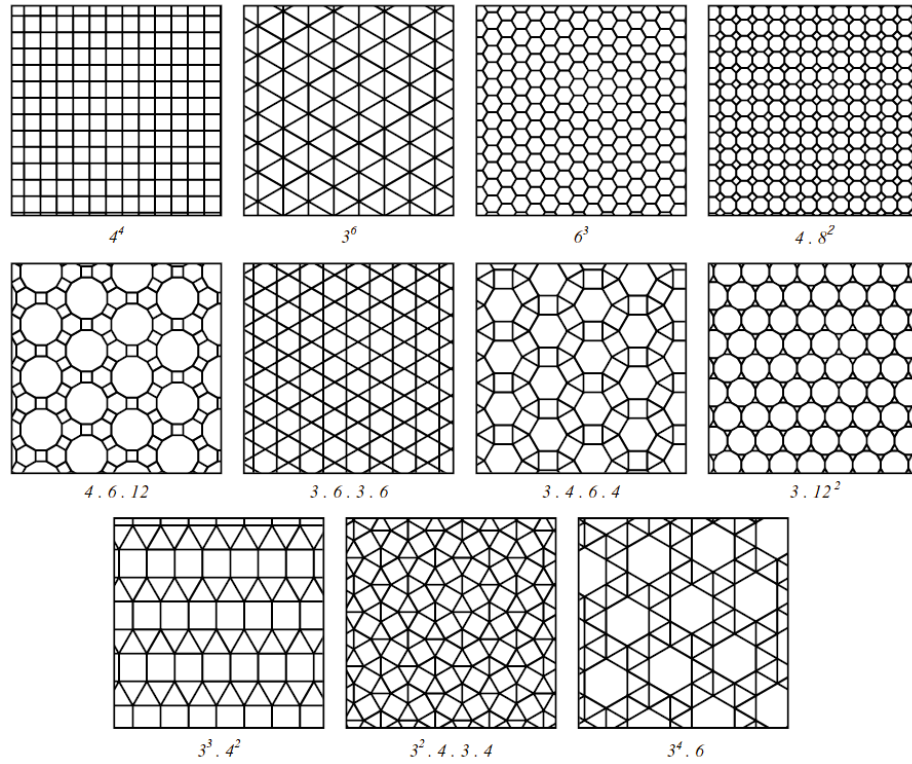 4⁴
3⁶
6³
4 . 8²
4 . 6 . 12
3 . 6 . 3 . 6
3 . 4 . 6 . 4
3 . 12²
3³ . 4²
3² . 4 . 3 . 4
3⁴ . 6